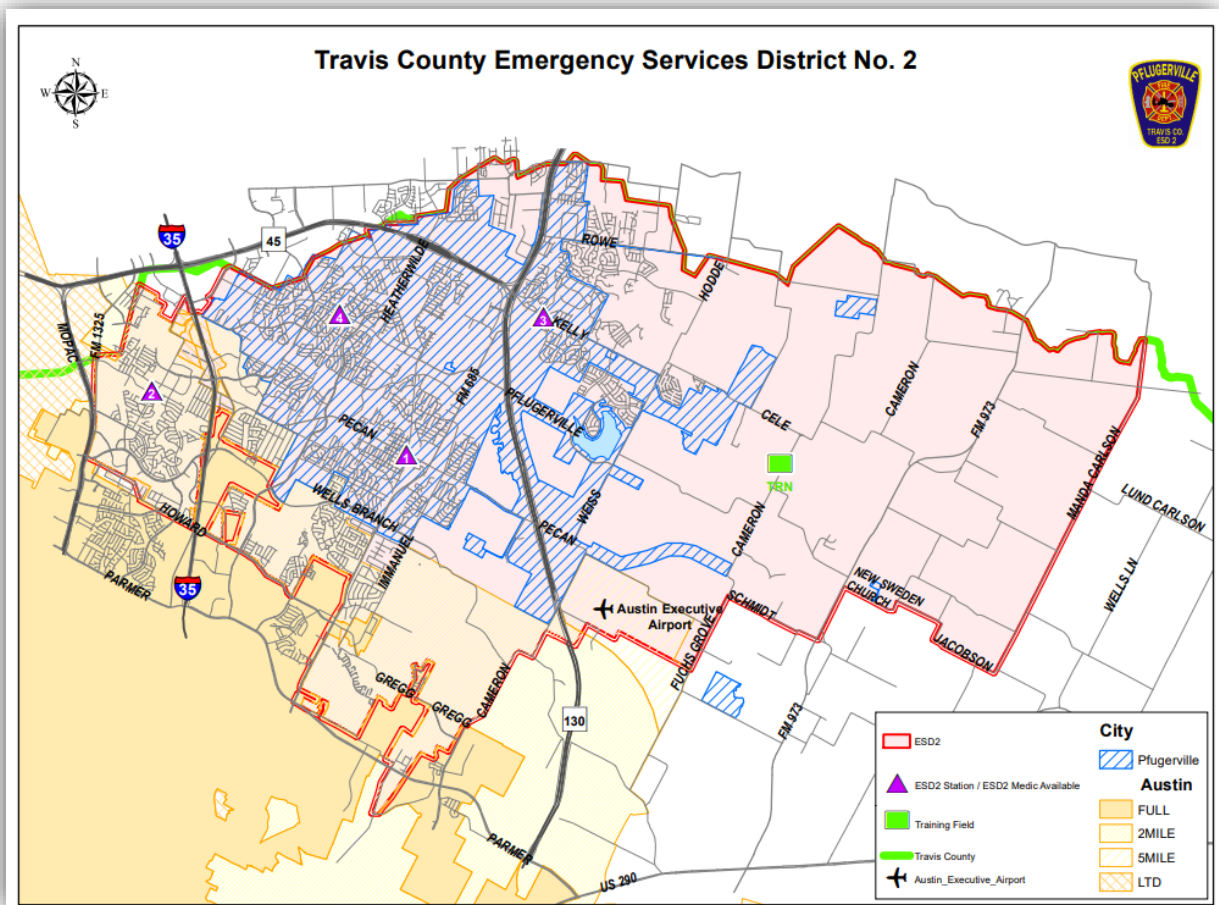 Travis County Emergency Services District No. 2
N
W
E
S
PFLUGERVILLE
FIRE
DEPT.
TRAVIS CO.
ESD 2
35
45
HEATHERWILDE
ROWE
HODDE
MOPAC
FM 1325
4
3
KELLY
2
FM 685
PFLUGERVILLE
CELE
CAMERON
FM 973
MANDA CARLSON
PECAN
1
TRN
LUND CARLSON
WELLS BRANCH
WEISS
HOWARD
PECAN
CAMERON
IMMANUEL
WELLS LN
PARMER
35
NEW SWEDEN
CHURCH
SCHMIDT
Austin Executive
Airport
JACOBSON
FUCHS GROVE
GREGG
GREGG
CAMERON
130
FM 973
PARMER
US 290
ESD2
ESD2 Station / ESD2 Medic Available
Training Field
Travis County
Austin_Executive_Airport
City
Pfugerville
Austin
FULL
2MILE
5MILE
LTD